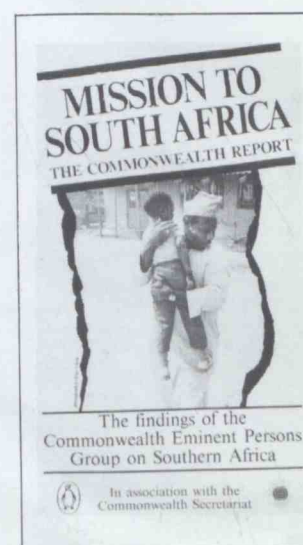 MISSION TO
SOUTH AFRICA
THE COMMONWEALTH REPORT
The findings of the
Commonwealth Eminent Persons
Group on Southern Africa
In association with the
Commonwealth Secretariat